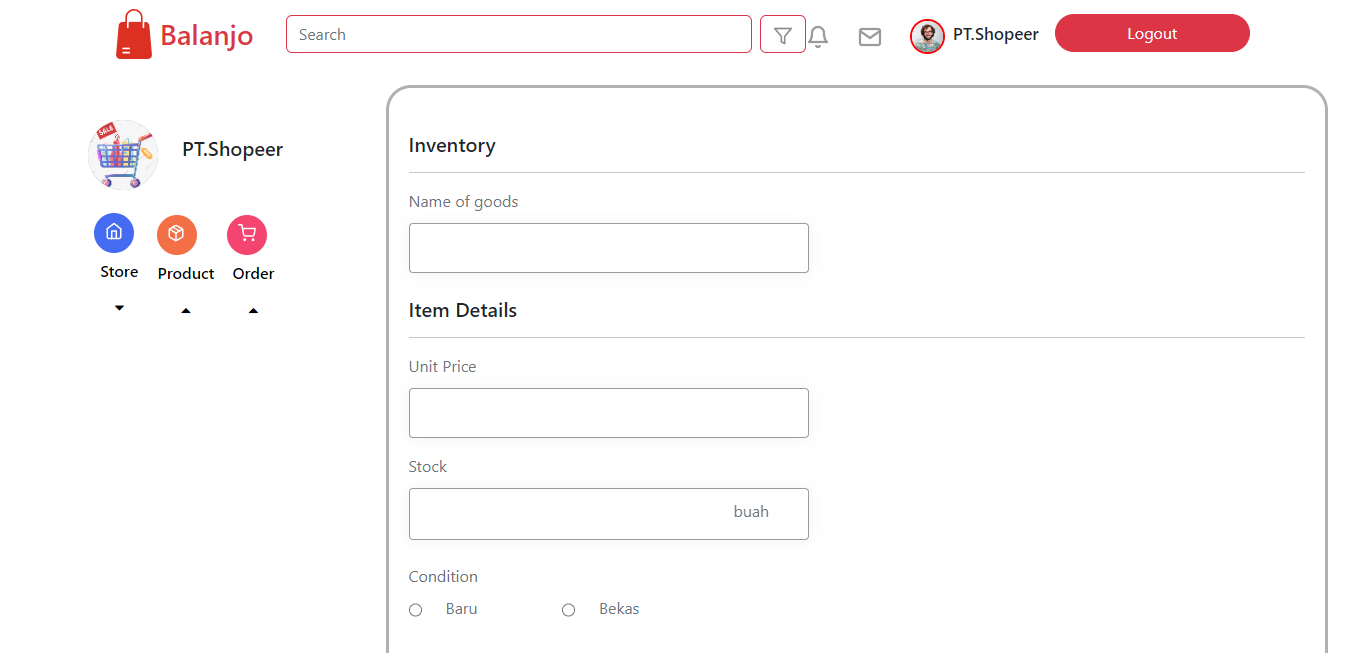 Balanjo
Search
PT.Shopeer
Logout
SALE
PT.Shopeer
Store
Product
Order
Inventory
Name of goods
Item Details
Unit Price
Stock
buah
Condition
Baru Bekas